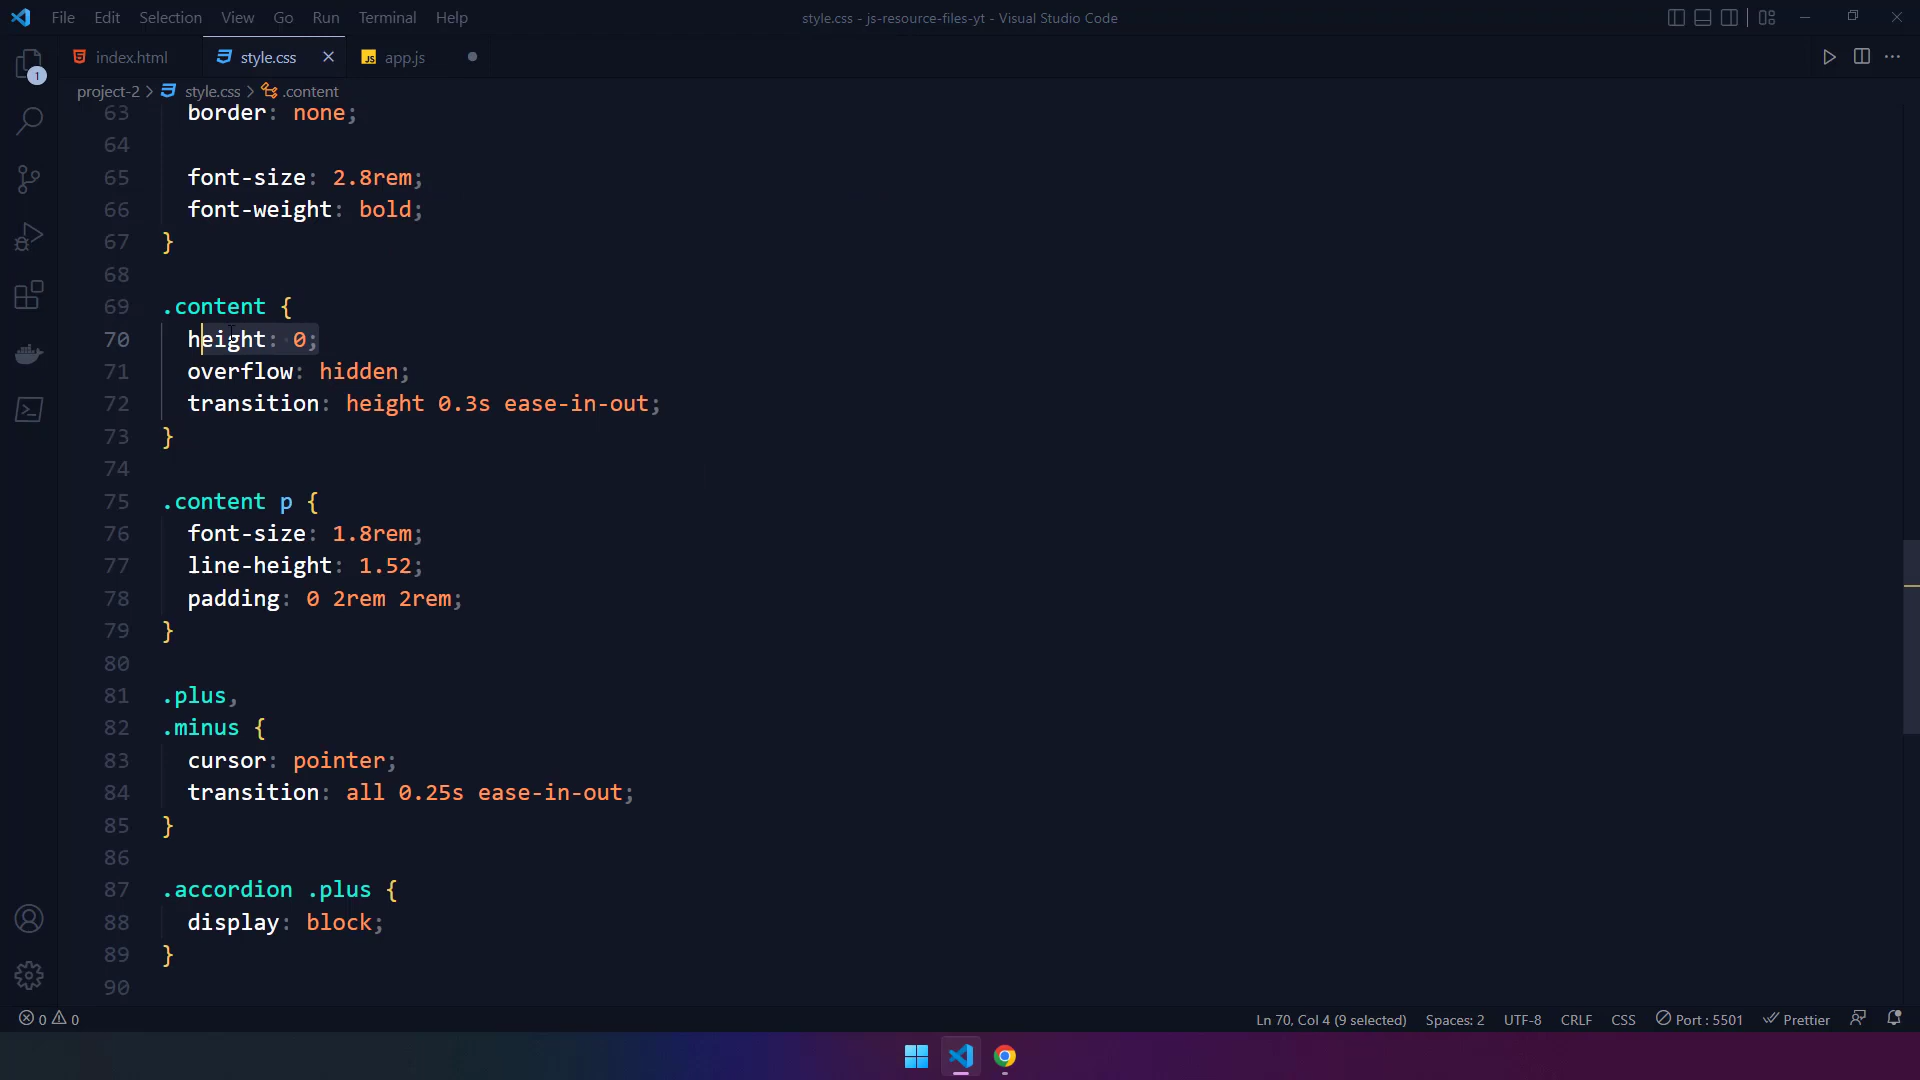 File Edit Selection View Go Run Terminal Help style.css - js-resource-files-yt - Visual Studio Code
index.html style.css app.js
1
project-2 > style.css > .content
63 border: none;
64
65 font-size: 2.8rem;
66 font-weight: bold;
67 }
68
69 .content {
70 height: 0;
71 overflow: hidden;
72 transition: height 0.3s ease-in-out;
73 }
74
75 .content p {
76 font-size: 1.8rem;
77 line-height: 1.52;
78 padding: 0 2rem 2rem;
79 }
80
81 .plus,
82 .minus {
83 cursor: pointer;
84 transition: all 0.25s ease-in-out;
85 }
86
87 .accordion .plus {
88 display: block;
89 }
90
0 0 Ln 70, Col 4 (9 selected) Spaces: 2 UTF-8 CRLF CSS Port : 5501 Prettier